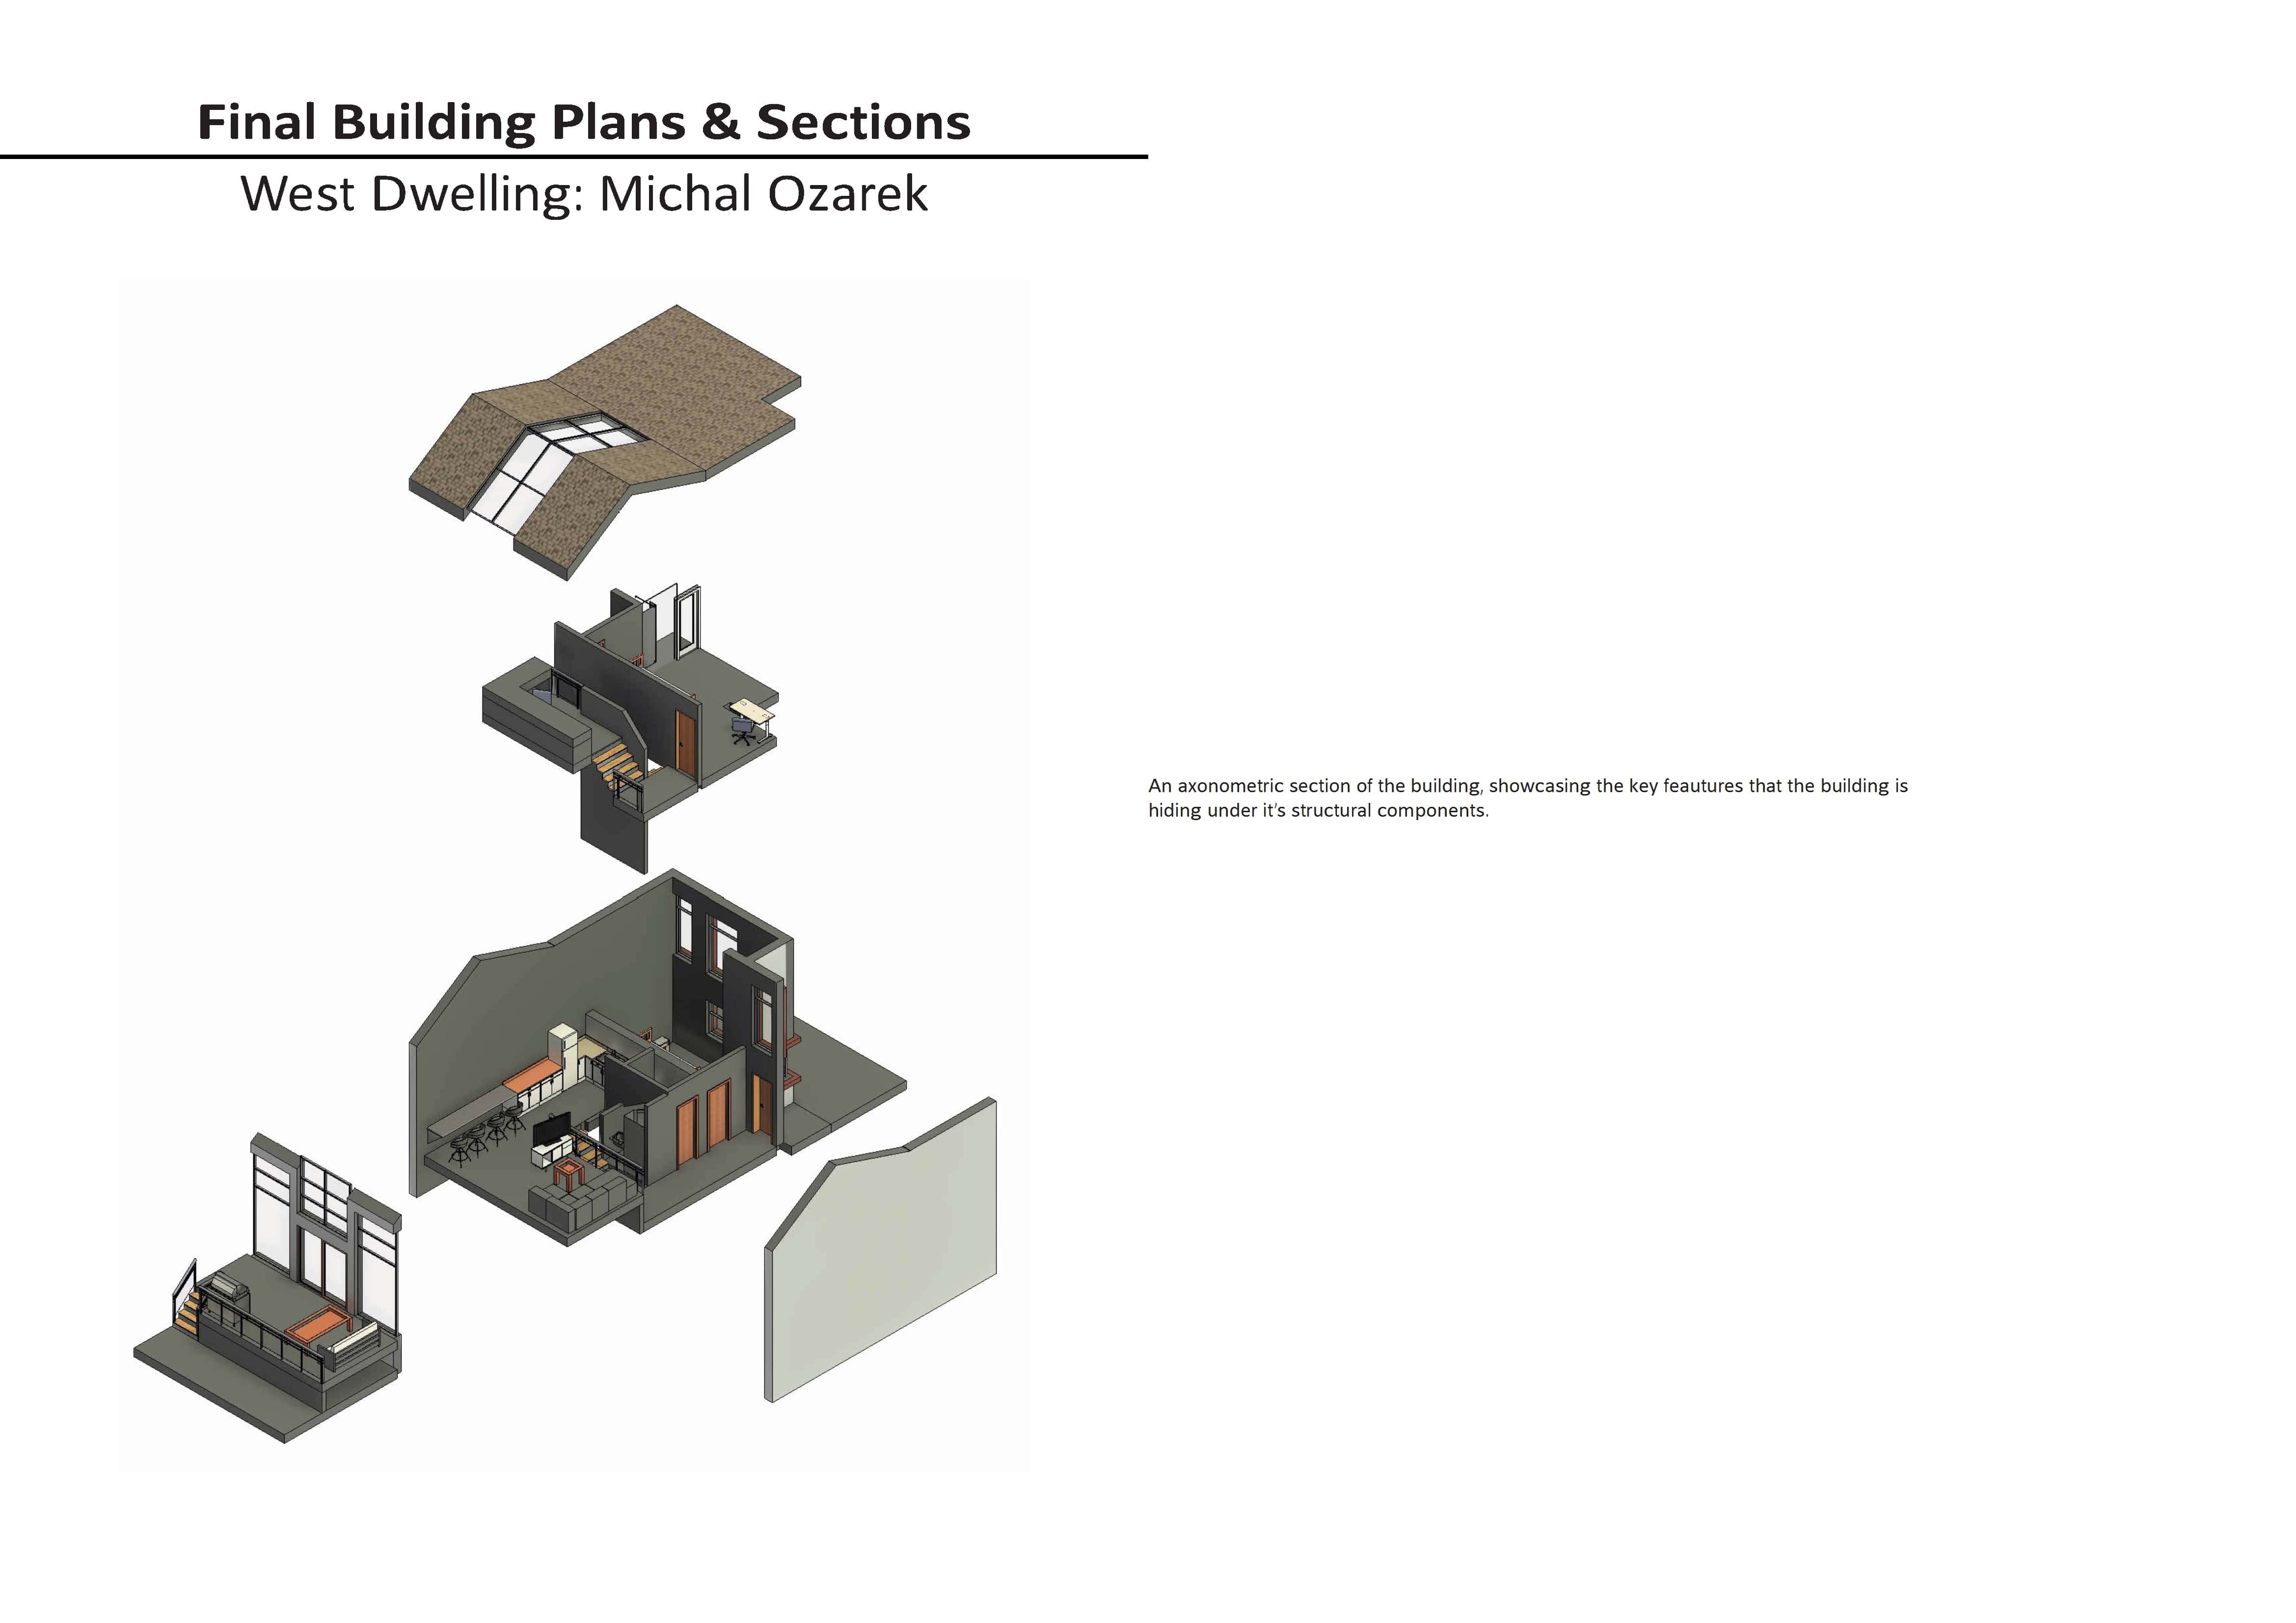 Final Building Plans & Sections
West Dwelling: Michal Ozarek
An axonometric section of the building, showcasing the key feautures that the building is
hiding under it's structural components.